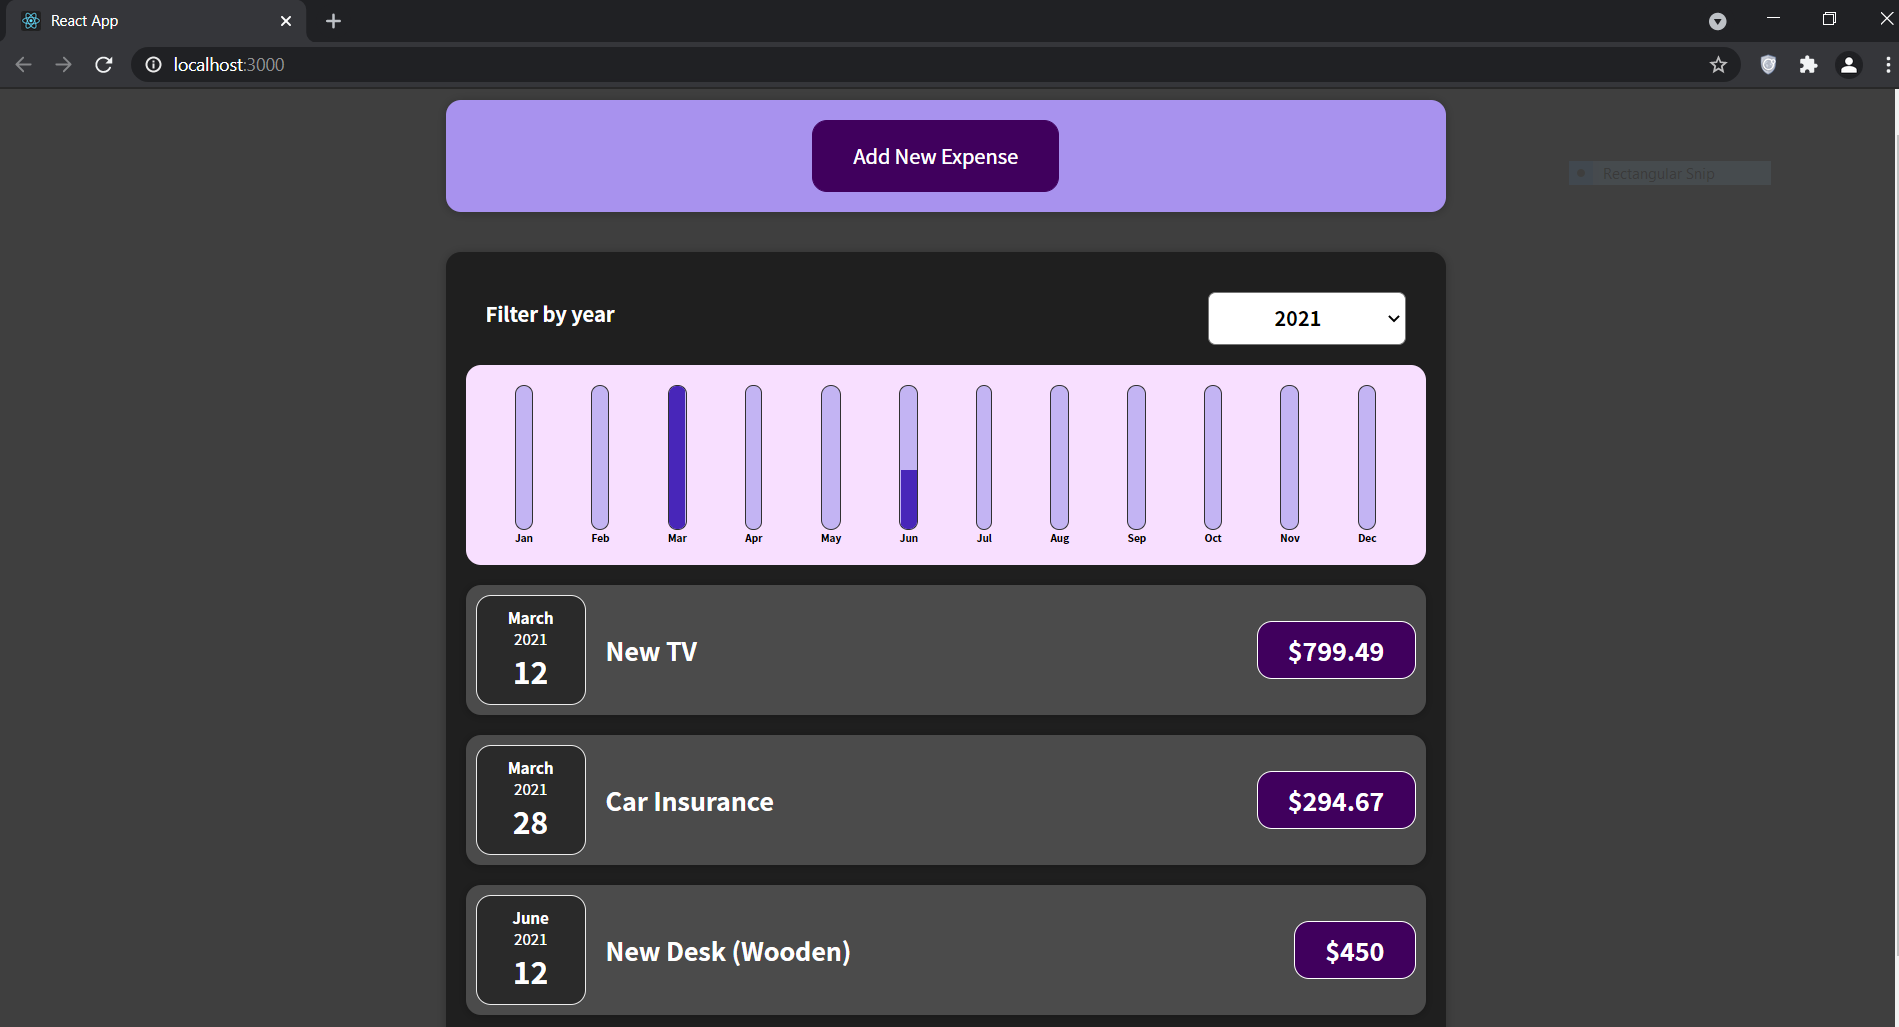 React App
localhost:3000
Add New Expense
Rectangular Snip
Filter by year
2021
Jan Feb Mar Apr May Jun Jul Aug Sep Oct Nov Dec
March
2021
12
New TV
$799.49
March
2021
28
Car Insurance
$294.67
June
2021
12
New Desk (Wooden)
$450